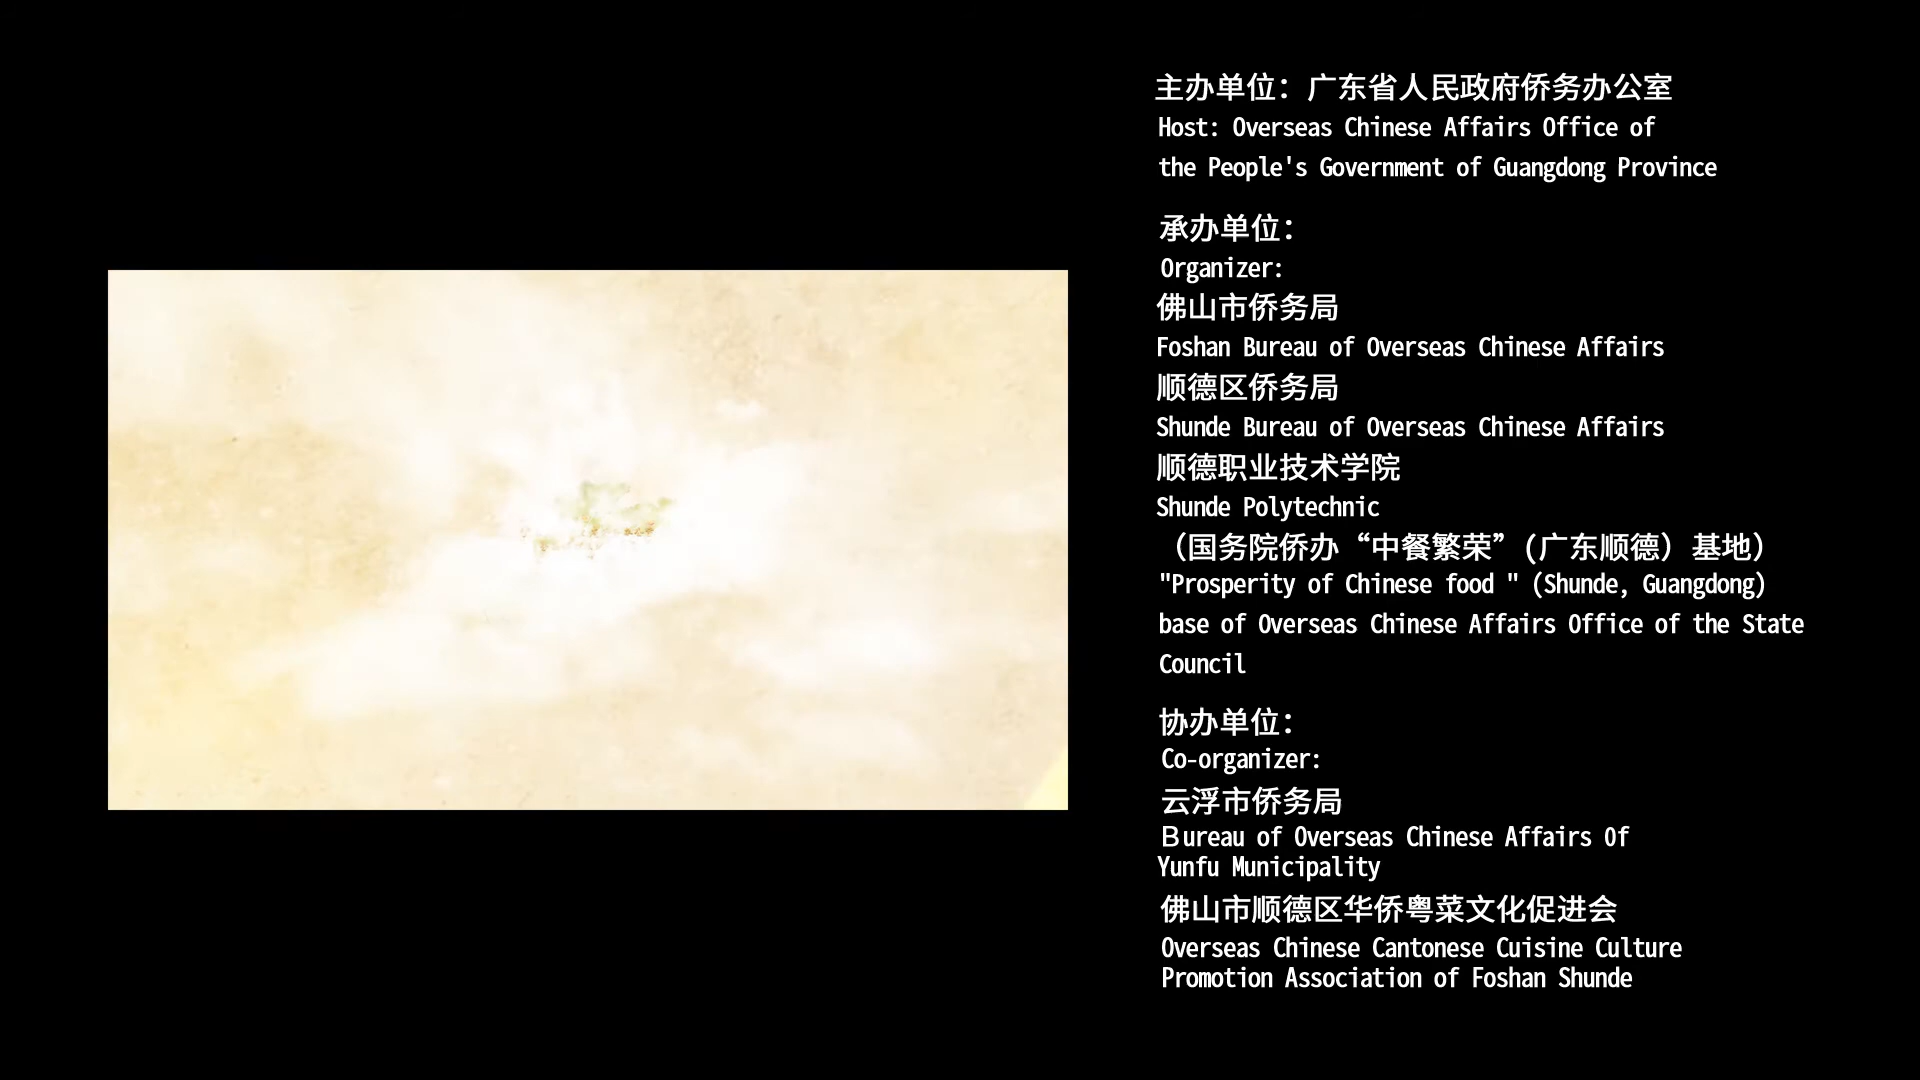 主办单位：广东省人民政府侨务办公室
Host: Overseas Chinese Affairs Office of
the People's Government of Guangdong Province
承办单位：
Organizer:
佛山市侨务局
Foshan Bureau of Overseas Chinese Affairs
顺德区侨务局
Shunde Bureau of Overseas Chinese Affairs
顺德职业技术学院
Shunde Polytechnic
（国务院侨办“中餐繁荣”(广东顺德）基地）
"Prosperity of Chinese food " (Shunde, Guangdong)
base of Overseas Chinese Affairs Office of the State
Council
协办单位：
Co-organizer:
云浮市侨务局
Bureau of Overseas Chinese Affairs Of
Yunfu Municipality
佛山市顺德区华侨粤菜文化促进会
Overseas Chinese Cantonese Cuisine Culture
Promotion Association of Foshan Shunde